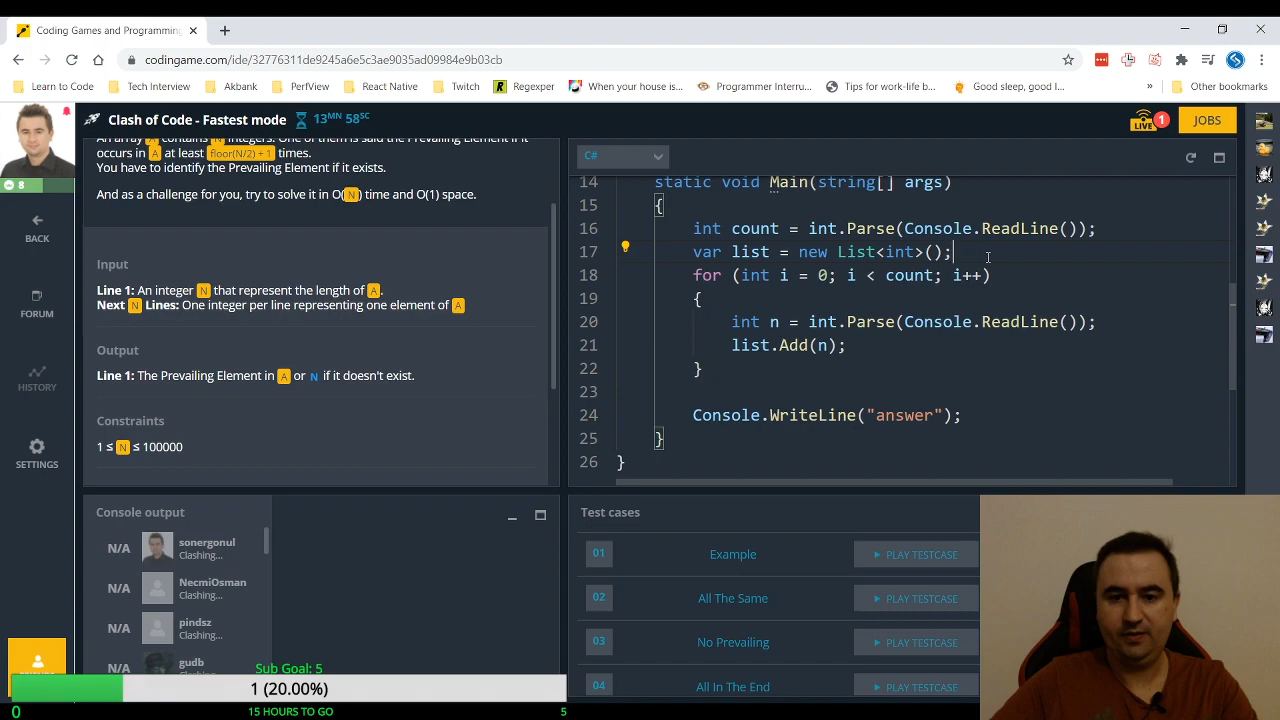 Coding Games and Programming
codingame.com/ide/32776311de9245a6e5c3ae9935ad09984e9b03cb
Learn to Code
Tech Interview
Akbank
PerfView
React Native
Twitch
Regexper
When your house is...
Programmer Interru...
Tips for work-life b...
Good sleep, good l...
»
Other bookmarks
Clash of Code - Fastest mode
13MN 58SC
LIVE
1
JOBS
8
BACK
FORUM
HISTORY
SETTINGS
An array A contains N integers. One of them is said the Prevailing Element if it
occurs in A at least floor(N/2) + 1 times.
You have to identify the Prevailing Element if it exists.
And as a challenge for you, try to solve it in O(N) time and O(1) space.
Input
Line 1: An integer N that represent the length of A.
Next N Lines: One integer per line representing one element of A
Output
Line 1: The Prevailing Element in A or N if it doesn't exist.
Constraints
1 ≤ N ≤ 100000
C#
14 static void Main(string[] args)
15 {
16 int count = int.Parse(Console.ReadLine());
17 var list = new List<int>();
18 for (int i = 0; i < count; i++)
19 {
20 int n = int.Parse(Console.ReadLine());
21 list.Add(n);
22 }
23
24 Console.WriteLine("answer");
25 }
26 }
Console output
N/A sonergonul
Clashing...
N/A NecmiOsman
Clashing...
N/A pindsz
Clashing...
N/A gudb
Clashing...
Test cases
01 Example PLAY TESTCASE
02 All The Same PLAY TESTCASE
03 No Prevailing PLAY TESTCASE
04 All In The End PLAY TESTCASE
Sub Goal: 5
1 (20.00%)
0
15 HOURS TO GO
5